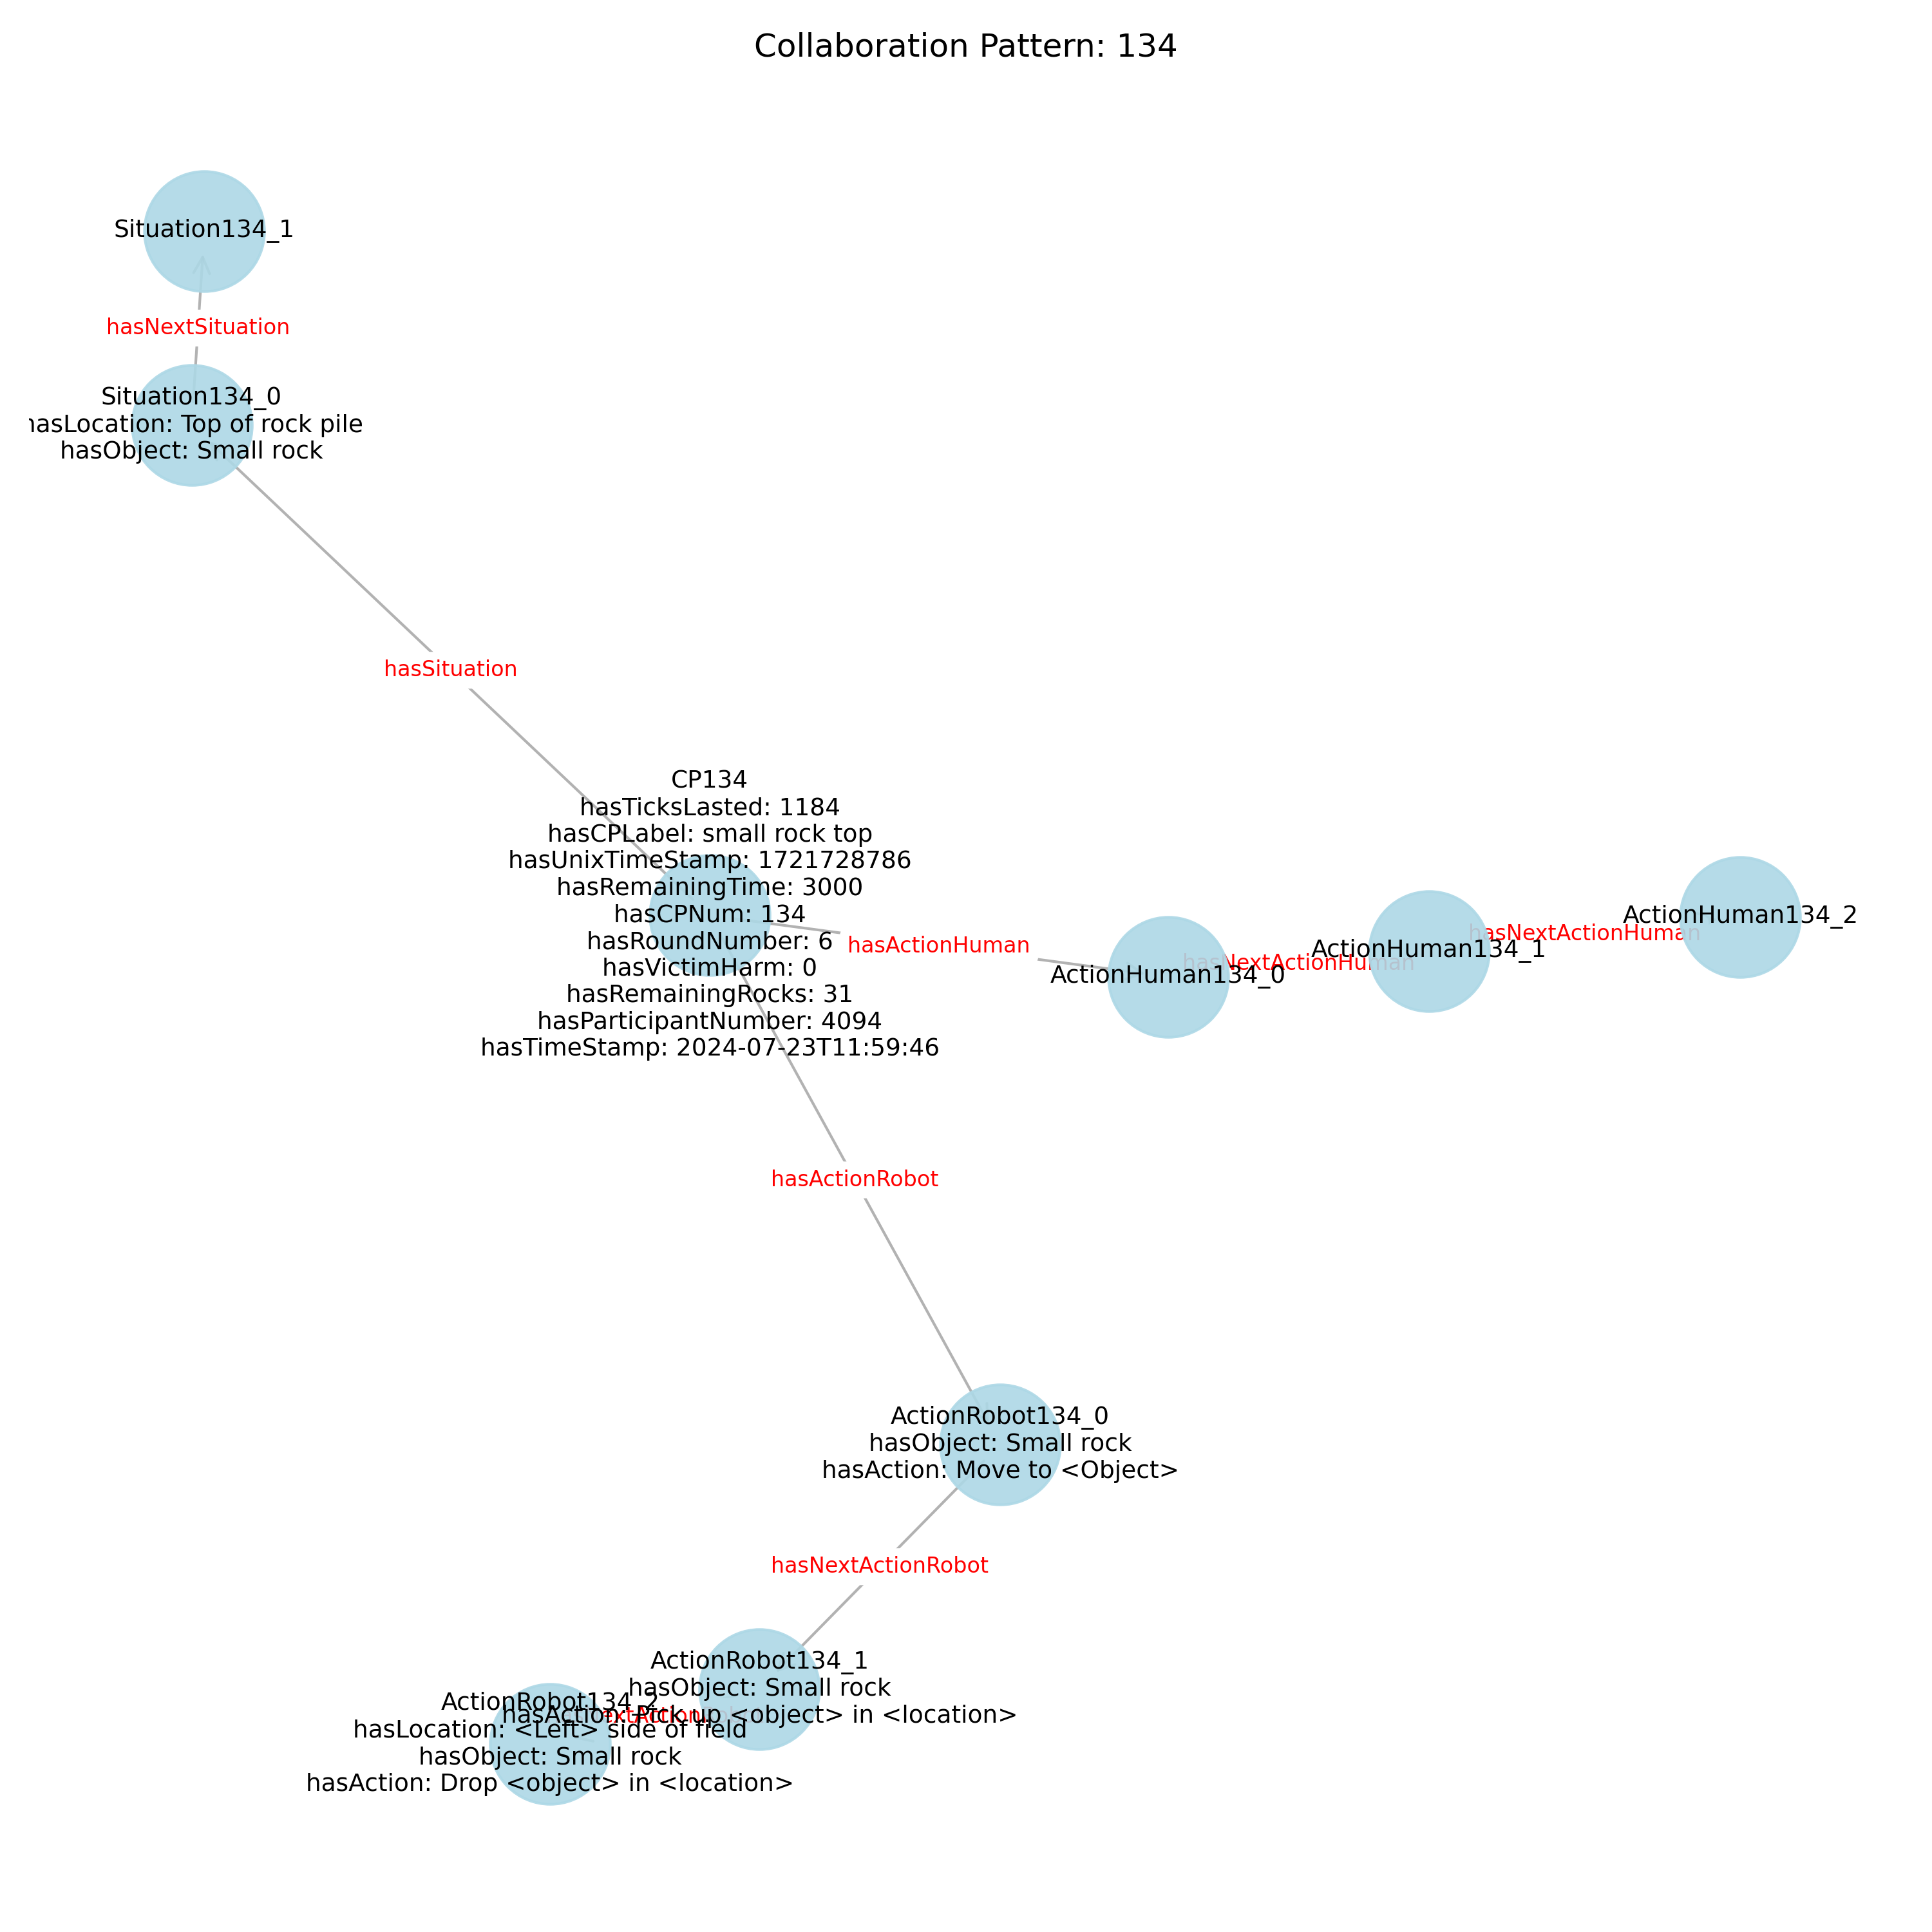 Collaboration Pattern: 134
Situation134_1
hasNextSituation
Situation134_0
hasLocation: Top of rock pile
hasObject: Small rock
hasSituation
CP134
hasTicksLasted: 1184
hasCPLabel: small rock top
hasUnixTimeStamp: 1721728786
hasRemainingTime: 3000
hasCPNum: 134
hasRoundNumber: 6
hasVictimHarm: 0
hasRemainingRocks: 31
hasParticipantNumber: 4094
hasTimeStamp: 2024-07-23T11:59:46
hasActionHuman
ActionHuman134_0
hasNextActionHuman
ActionHuman134_1
hasNextActionHuman
ActionHuman134_2
hasActionRobot
ActionRobot134_0
hasObject: Small rock
hasAction: Move to <Object>
hasNextActionRobot
ActionRobot134_1
hasObject: Small rock
hasAction: Pick up <object> in <location>
ActionRobot134_2
hasLocation: <Left> side of field
hasObject: Small rock
hasAction: Drop <object> in <location>